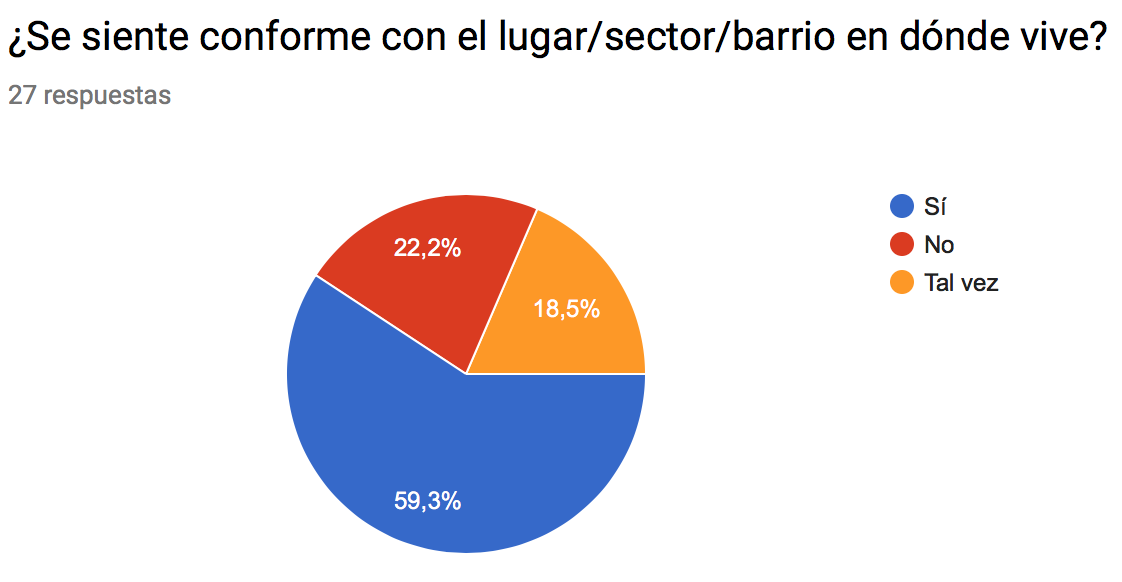 ¿Se siente conforme con el lugar/sector/barrio en dónde vive?
27 respuestas
Sí
No
Tal vez
22,2%
18,5%
59,3%